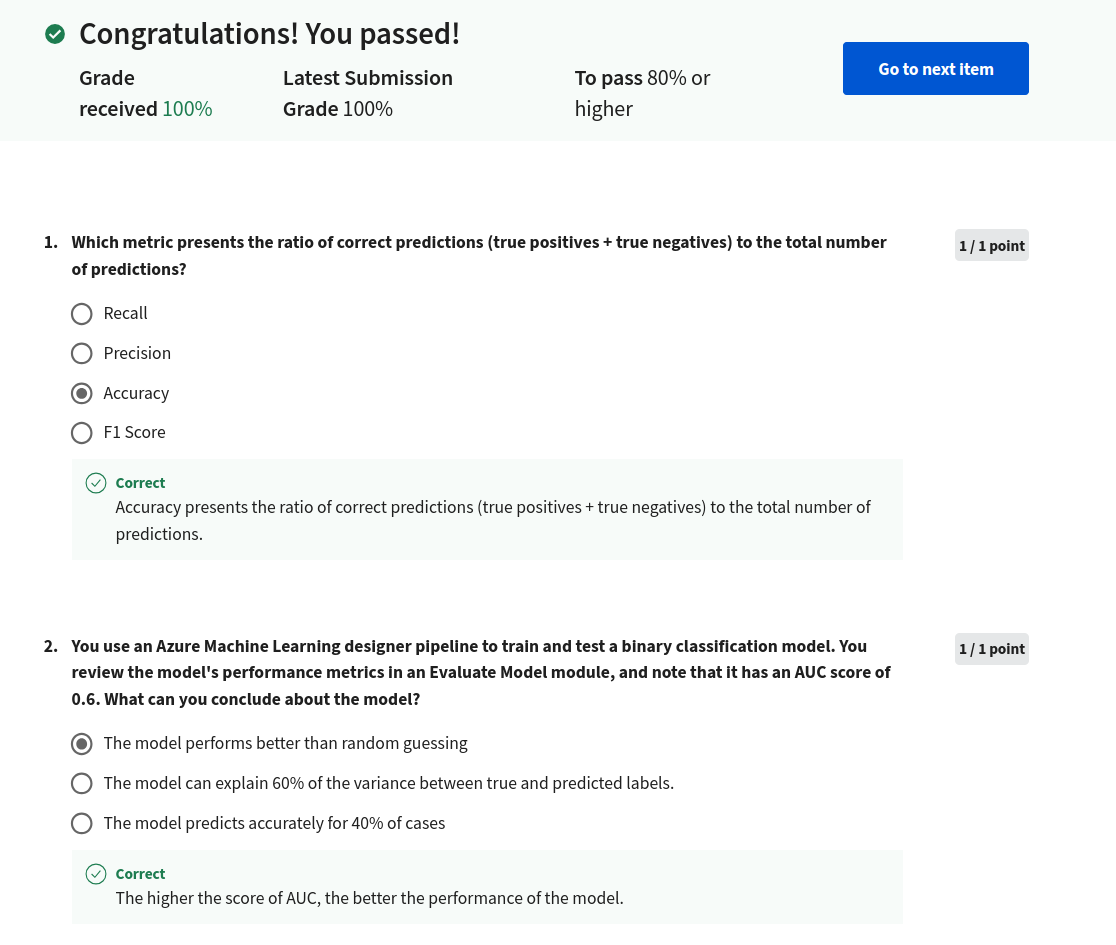 Congratulations! You passed!
Grade received 100%
Latest Submission Grade 100%
To pass 80% or higher
Go to next item
1. Which metric presents the ratio of correct predictions (true positives + true negatives) to the total number
of predictions?
1 / 1 point
Recall
Precision
Accuracy
F1 Score
Correct
Accuracy presents the ratio of correct predictions (true positives + true negatives) to the total number of
predictions.
2. You use an Azure Machine Learning designer pipeline to train and test a binary classification model. You
review the model's performance metrics in an Evaluate Model module, and note that it has an AUC score of
0.6. What can you conclude about the model?
1 / 1 point
The model performs better than random guessing
The model can explain 60% of the variance between true and predicted labels.
The model predicts accurately for 40% of cases
Correct
The higher the score of AUC, the better the performance of the model.